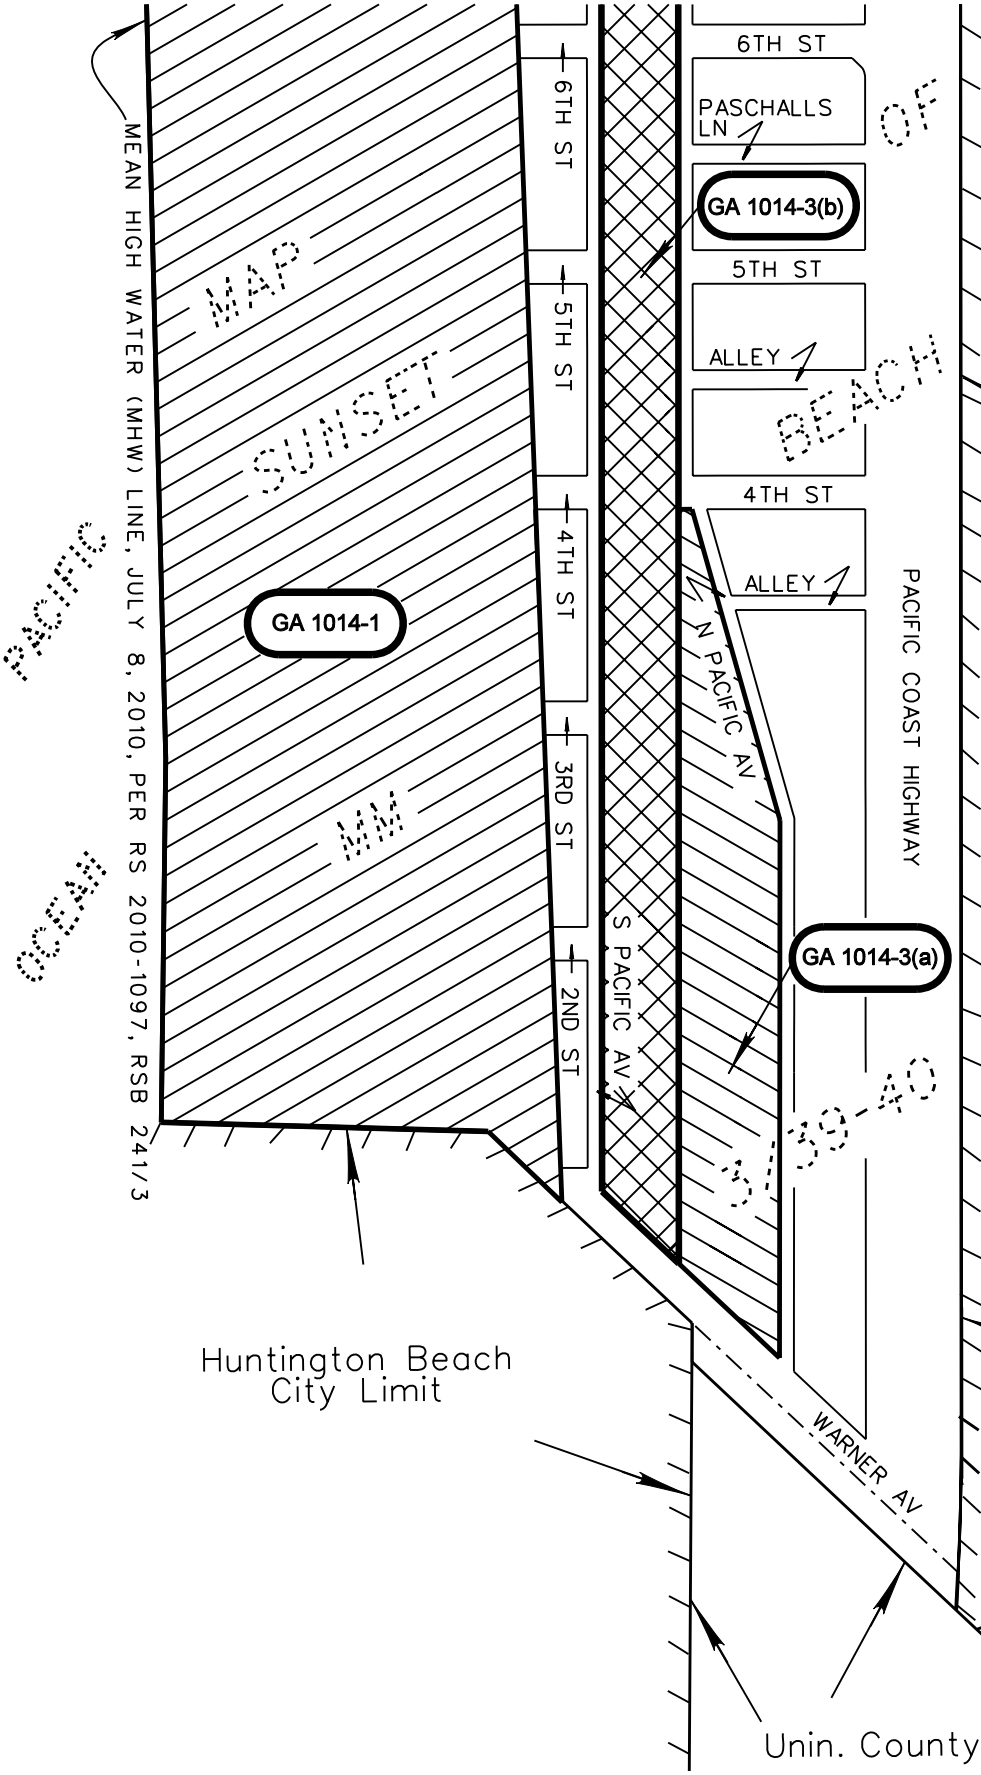 6TH ST
OF
6TH ST
PASCHALLS
LN
MEAN HIGH WATER (MHW) LINE, JULY 8, 2010, PER RS 2010-1097, RSB 241/3
GA 1014-3(b)
MAP
5TH ST
5TH ST
ALLEY
BEACH
SUNSET
4TH ST
4TH ST
PACIFIC
ALLEY
GA 1014-1
PACIFIC COAST HIGHWAY
N PACIFIC AV
3RD ST
MM
OCEAN
S PACIFIC AV
GA 1014-3(a)
2ND ST
3/39-40
Huntington Beach
City Limit
WARNER AV
Unin. County